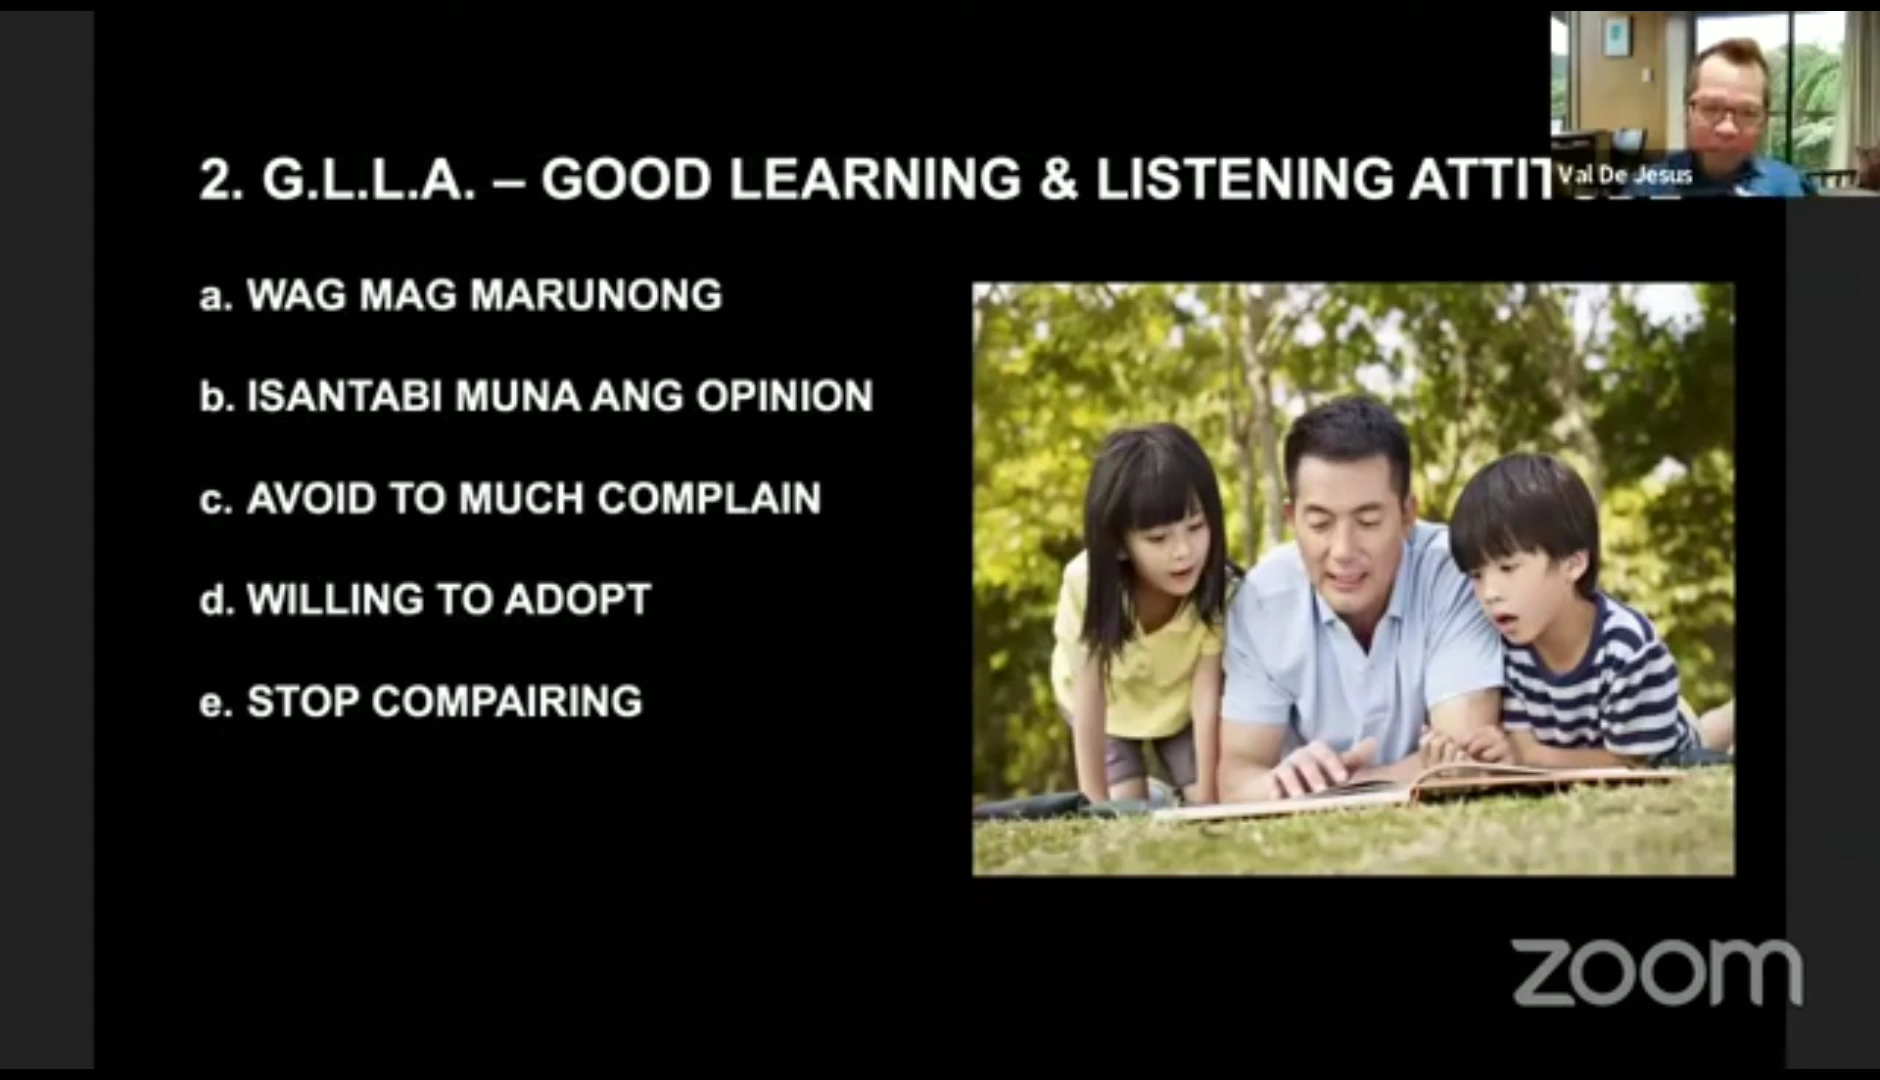 2. G.L.L.A. – GOOD LEARNING & LISTENING
Val De Jesus
a. WAG MAG MARUNONG
b. ISANTABI MUNA ANG OPINION
c. AVOID TO MUCH COMPLAIN
d. WILLING TO ADOPT
e. STOP COMPAIRING
zoom